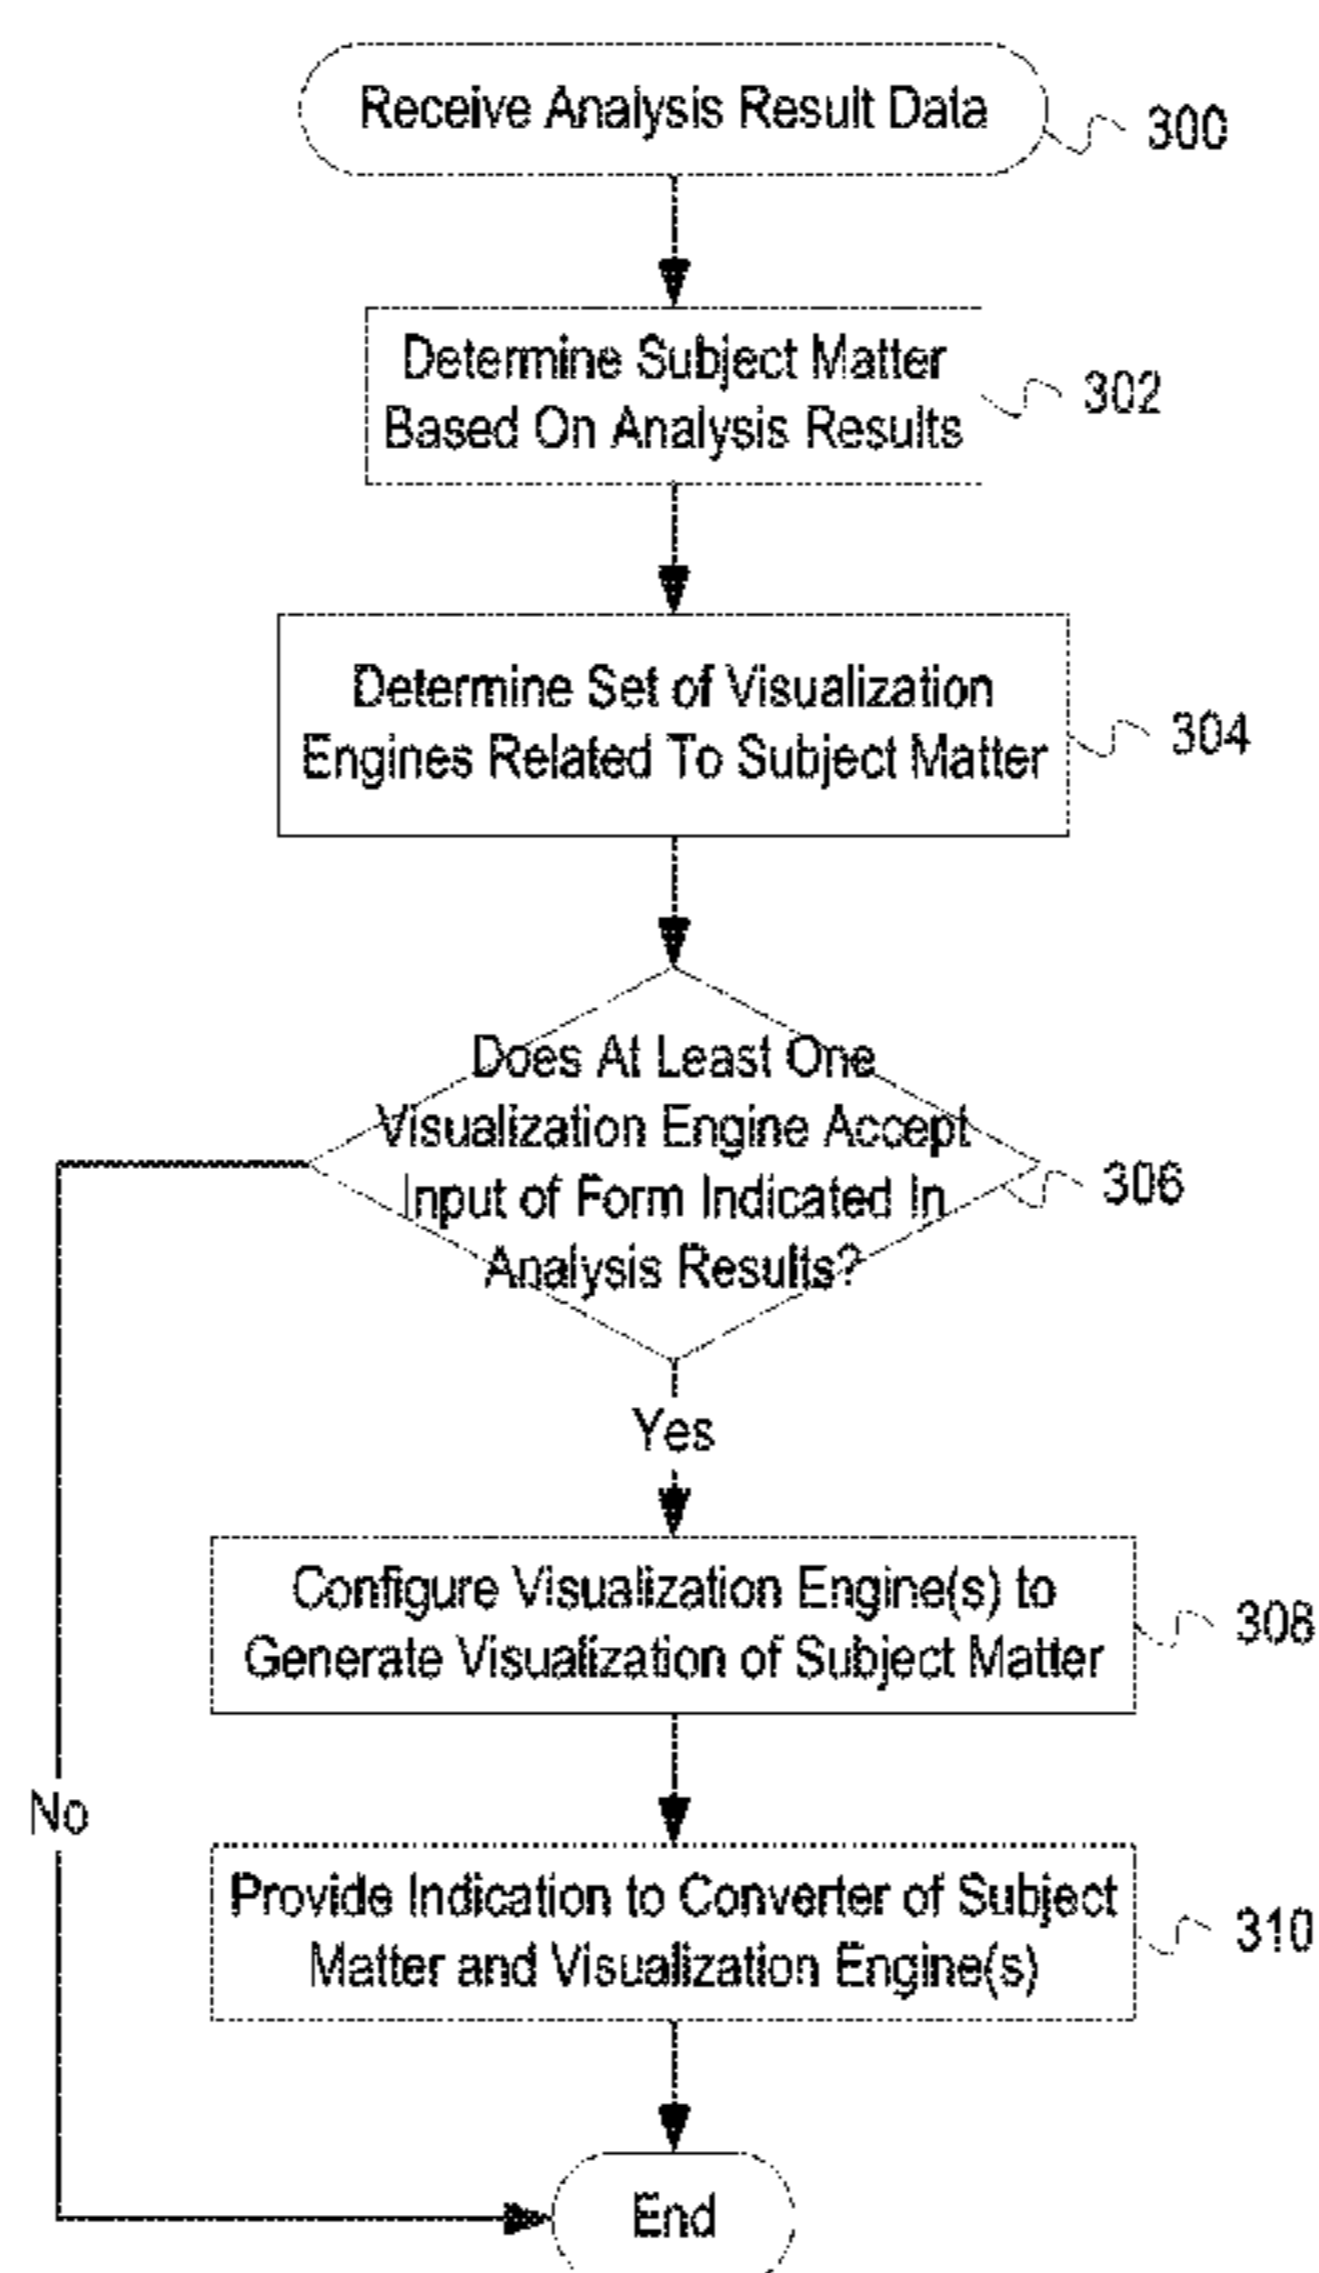 Receive Analysis Result Data
300
Determine Subject Matter
Based On Analysis Results
302
Determine Set of Visualization
Engines Related To Subject Matter
304
Does At Least One
Visualization Engine Accept
Input of Form Indicated In
Analysis Results?
306
Yes
Configure Visualization Engine(s) to
Generate Visualization of Subject Matter
308
No
Provide Indication to Converter of Subject
Matter and Visualization Engine(s)
310
End